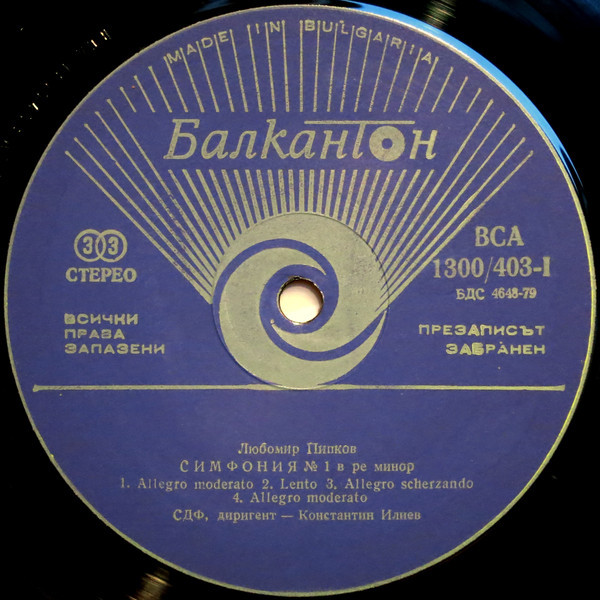 MADE IN BULGARIA
Балкантон
33
СТЕРЕО
ВСА
1300/403-I
БДС 4648-79
ВСИЧКИ
ПРАВА
ЗАПАЗЕНИ
ПРЕЗАПИСЪТ
ЗАБРАНЕН
Любомир Пипков
СИМФОНИЯ № 1 в ре минор
1. Allegro moderato 2. Lento 3. Allegro scherzando
4. Allegro moderato
СДФ, диригент — Константин Илиев